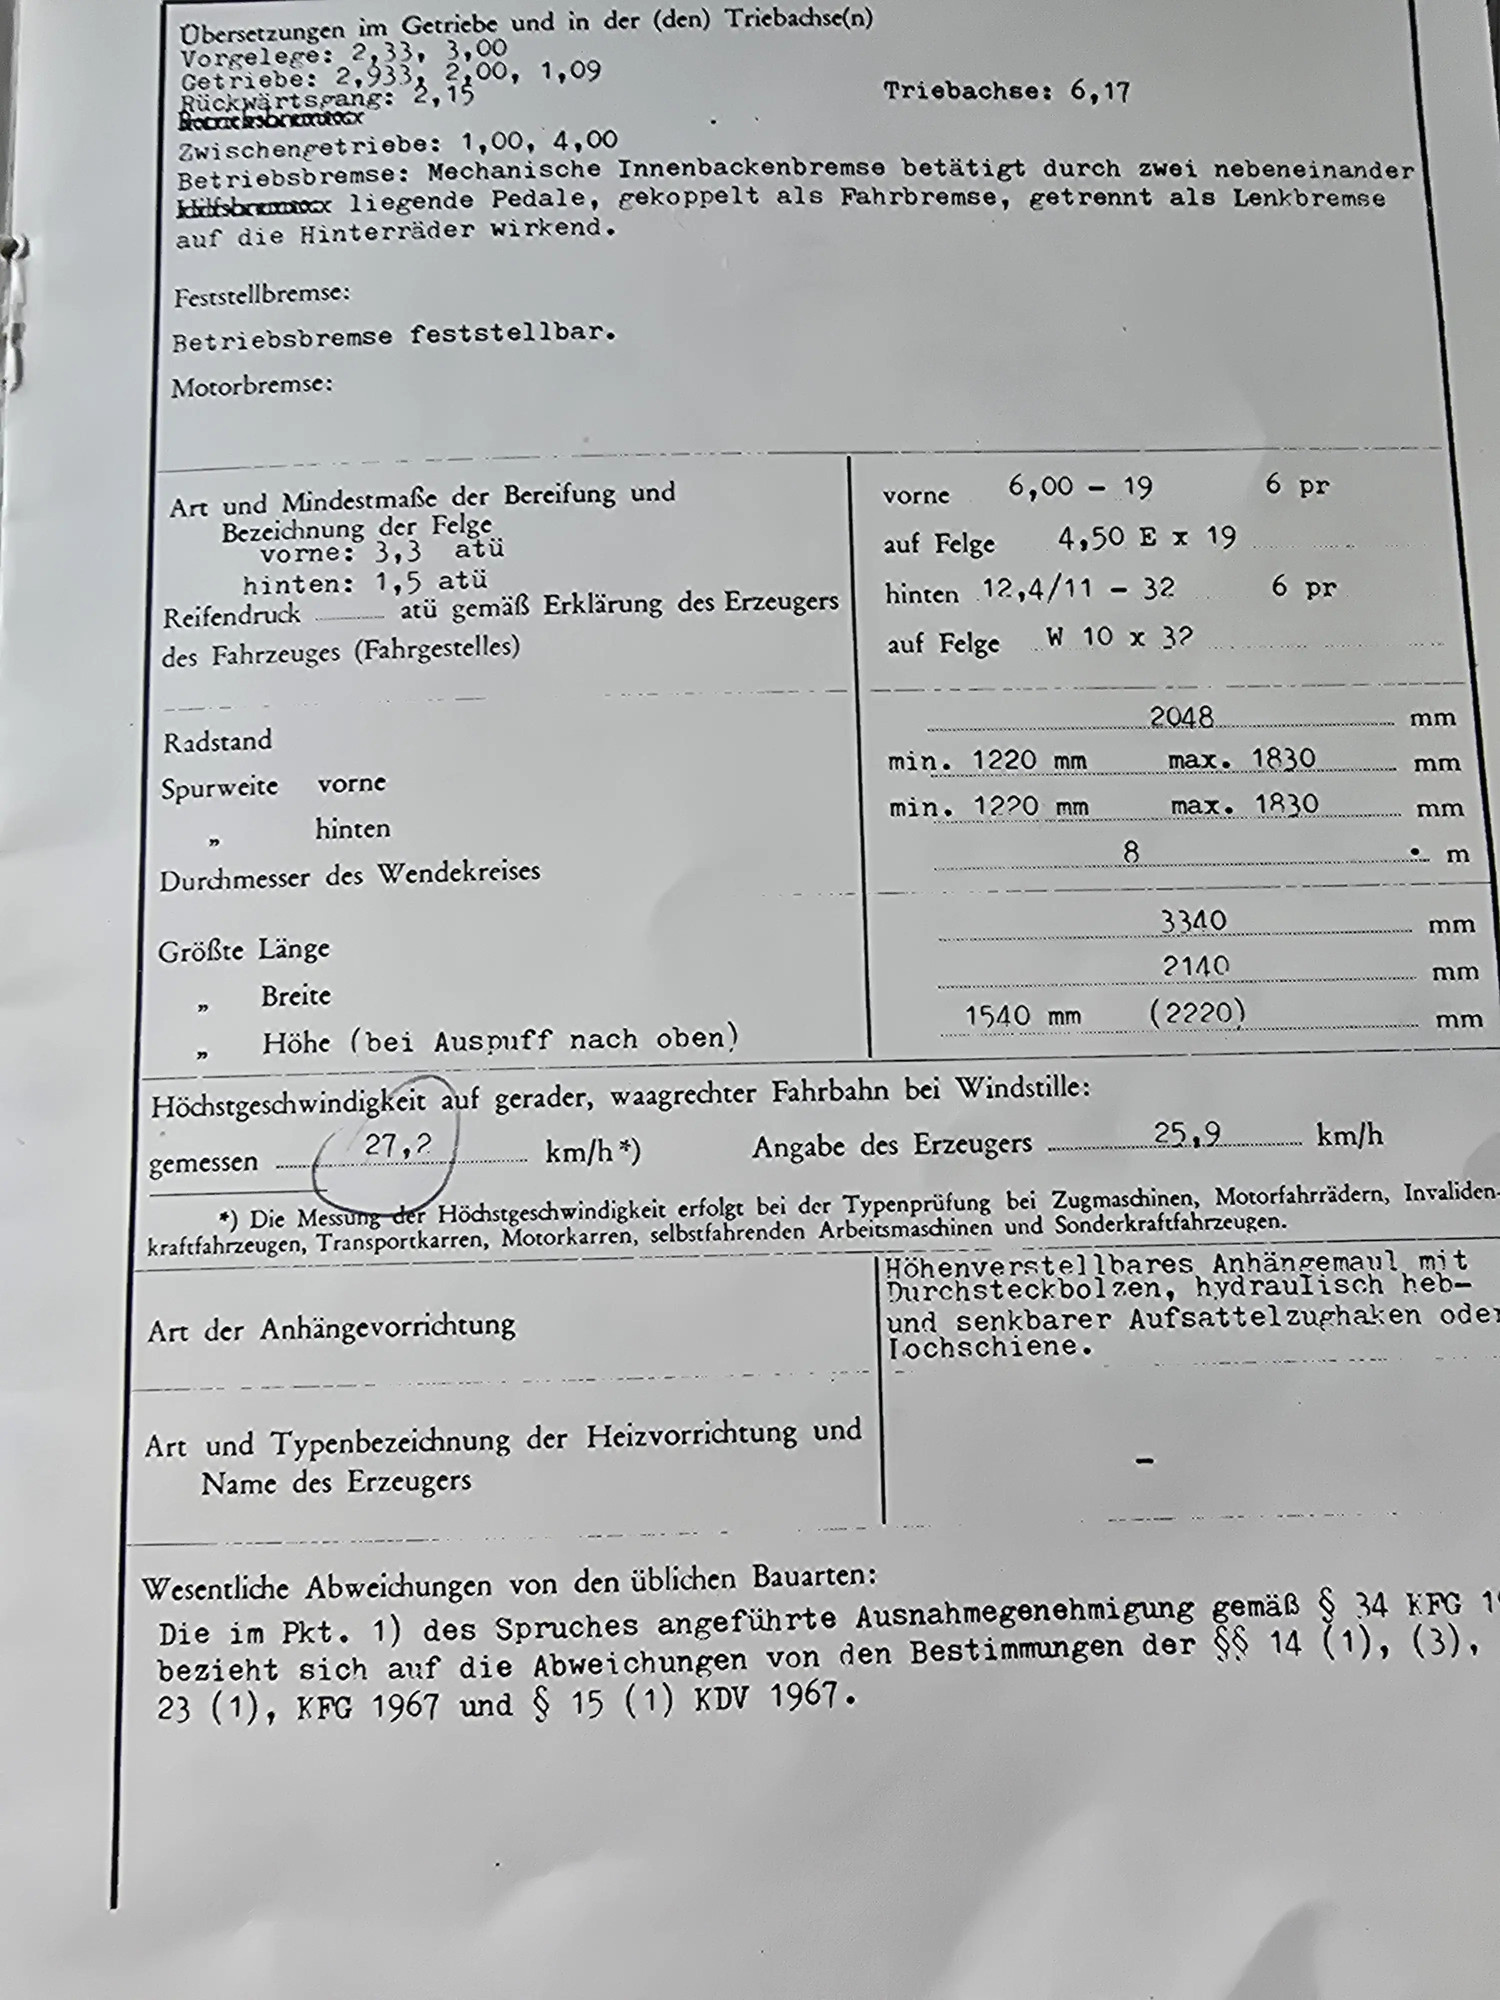 Übersetzungen im Getriebe und in der (den) Triebachse(n)
Vorgelege: 2,33, 3,00
Getriebe: 2,933, 2,00, 1,09
Rückwärtsgang: 2,15 Triebachse: 6,17
Zwischengetriebe: 1,00, 4,00
Betriebsbremse: Mechanische Innenbackenbremse betätigt durch zwei nebeneinander
liegende Pedale, gekoppelt als Fahrbremse, getrennt als Lenkbremse
auf die Hinterräder wirkend.
Feststellbremse:
Betriebsbremse feststellbar.
Motorbremse:
Art und Mindestmaße der Bereifung und
Bezeichnung der Felge
vorne: 3,3 atü
hinten: 1,5 atü
Reifendruck atü gemäß Erklärung des Erzeugers
des Fahrzeuges (Fahrgestelles)
vorne 6,00 – 19 6 pr
auf Felge 4,50 E x 19
hinten 12,4/11 – 32 6 pr
auf Felge W 10 x 32
Radstand 2048 mm
Spurweite vorne min. 1220 mm max. 1830 mm
„ hinten min. 1220 mm max. 1830 mm
Durchmesser des Wendekreises 8 m
Größte Länge 3340 mm
„ Breite 2140 mm
„ Höhe (bei Auspuff nach oben) 1540 mm (2220) mm
Höchstgeschwindigkeit auf gerader, waagrechter Fahrbahn bei Windstille:
gemessen 27,2 km/h*) Angabe des Erzeugers 25,9 km/h
*) Die Messung der Höchstgeschwindigkeit erfolgt bei der Typenprüfung bei Zugmaschinen, Motorfahrrädern, Invaliden-
kraftfahrzeugen, Transportkarren, Motorkarren, selbstfahrenden Arbeitsmaschinen und Sonderkraftfahrzeugen.
Art der Anhängevorrichtung
Höhenverstellbares Anhängemaul mit
Durchsteckbolzen, hydraulisch heb-
und senkbarer Aufsattelzughaken oder
Lochschiene.
Art und Typenbezeichnung der Heizvorrichtung und
Name des Erzeugers
–
Wesentliche Abweichungen von den üblichen Bauarten:
Die im Pkt. 1) des Spruches angeführte Ausnahmegenehmigung gemäß § 34 KFG
bezieht sich auf die Abweichungen von den Bestimmungen der §§ 14 (1), (3),
23 (1), KFG 1967 und § 15 (1) KDV 1967.